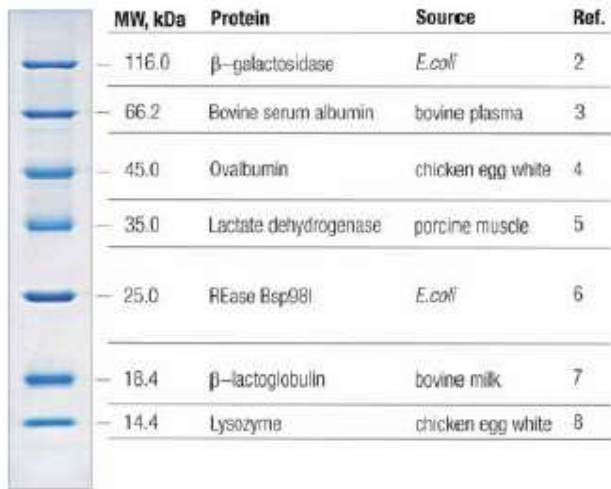 MW, kDa Protein Source Ref.
116.0 β–galactosidase E.coli 2
66.2 Bovine serum albumin bovine plasma 3
45.0 Ovalbumin chicken egg white 4
35.0 Lactate dehydrogenase porcine muscle 5
25.0 REase Bsp98I E.coli 6
18.4 β–lactoglobulin bovine milk 7
14.4 Lysozyme chicken egg white 8